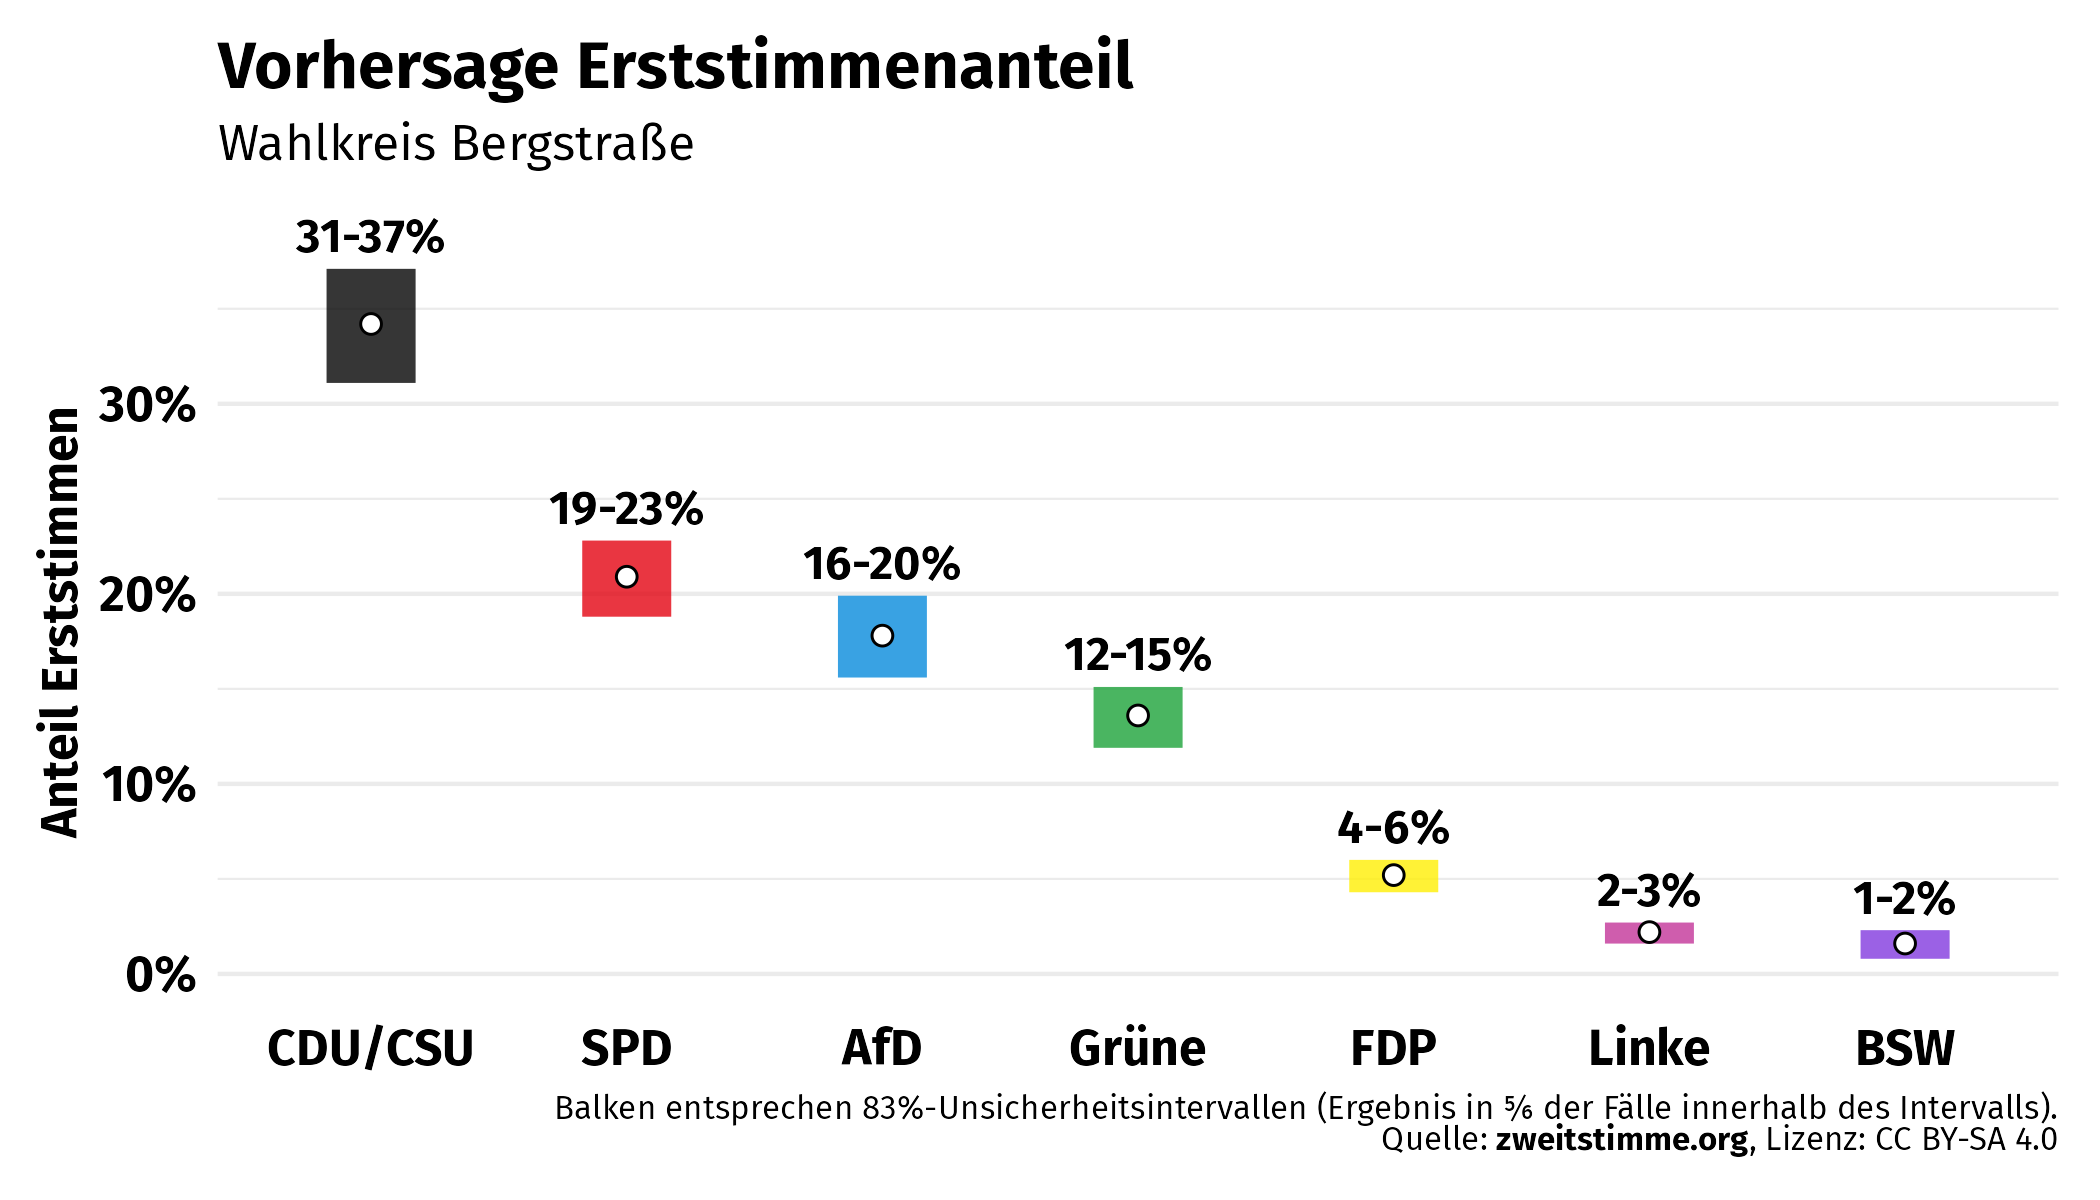 Vorhersage Erststimmenanteil
Wahlkreis Bergstraße
31-37%
19-23%
16-20%
12-15%
4-6%
2-3%
1-2%
Anteil Erststimmen
30%
20%
10%
0%
CDU/CSU
SPD
AfD
Grüne
FDP
Linke
BSW
Balken entsprechen 83%-Unsicherheitsintervallen (Ergebnis in ⅚ der Fälle innerhalb des Intervalls).
Quelle: zweitstimme.org, Lizenz: CC BY-SA 4.0